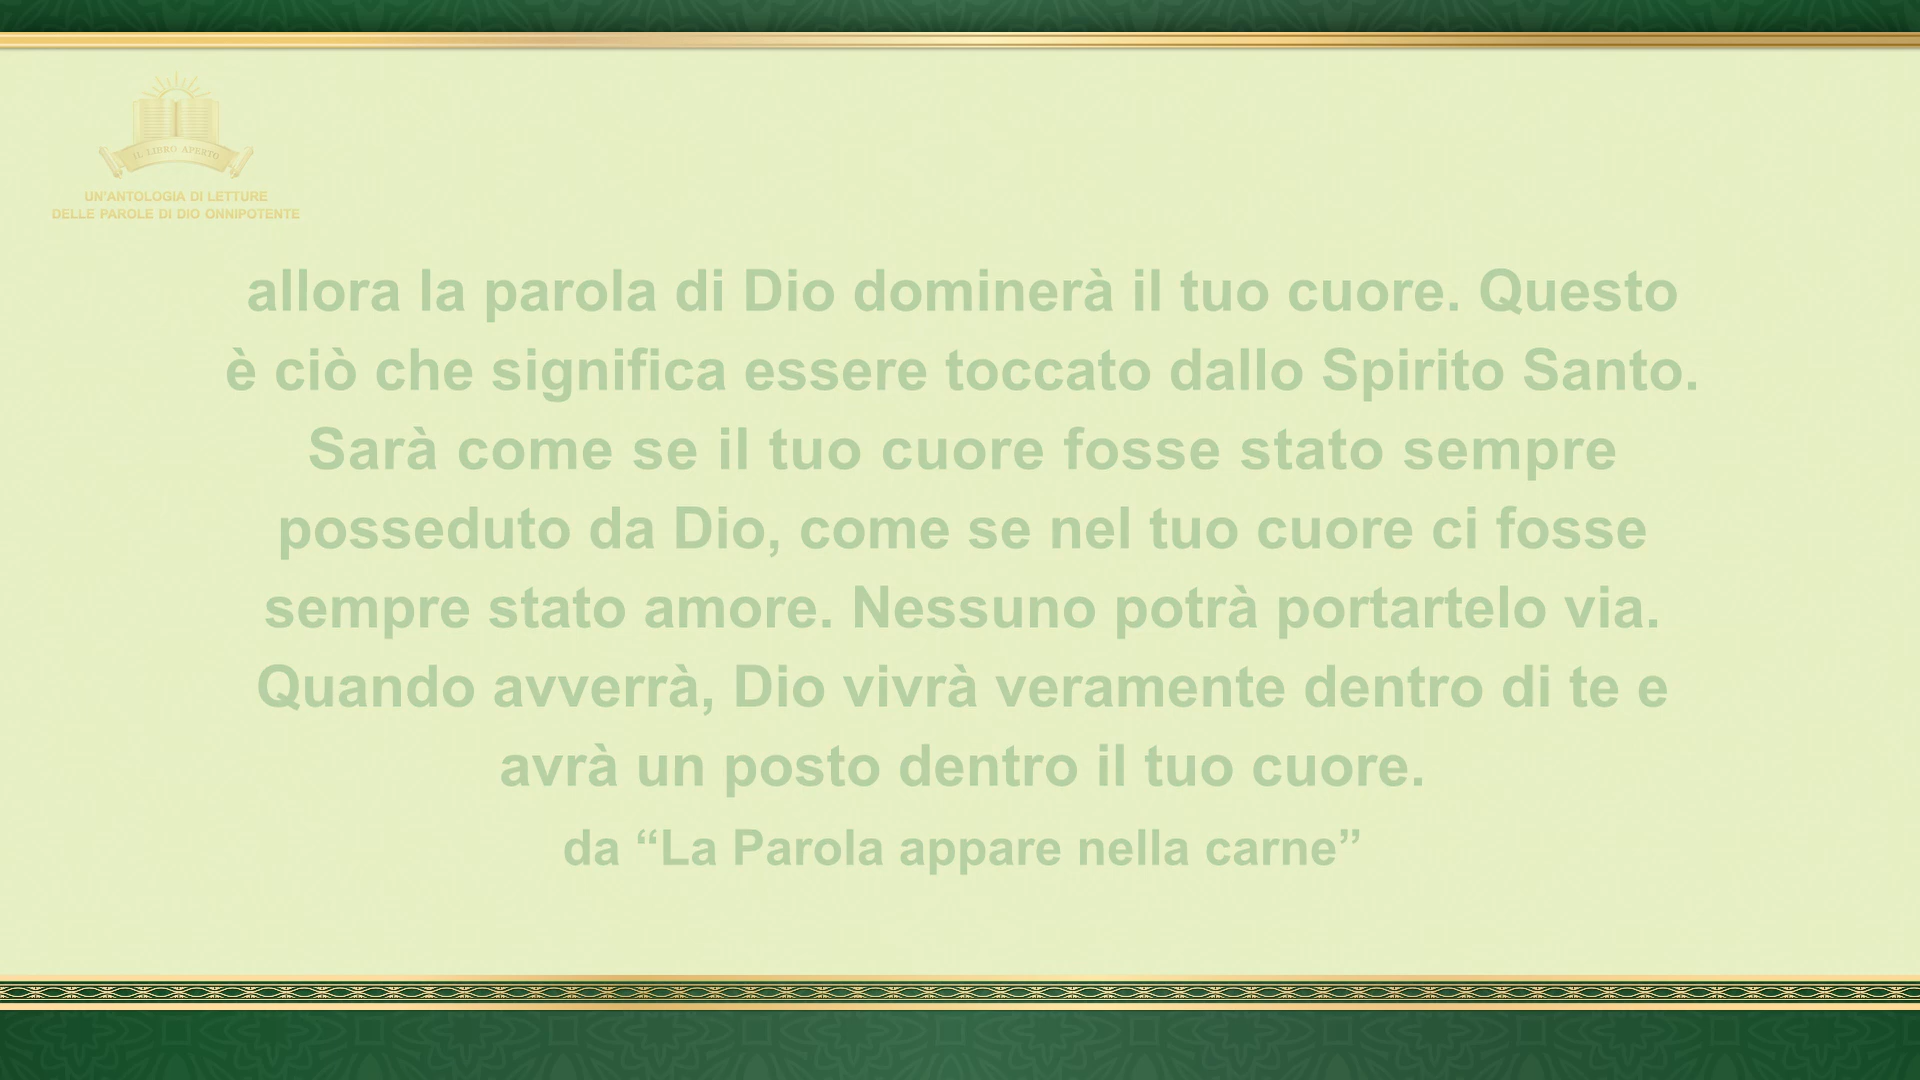 IL LIBRO APERTO
UN'ANTOLOGIA DI LETTURE
DELLE PAROLE DI DIO ONNIPOTENTE
allora la parola di Dio dominerà il tuo cuore. Questo
è ciò che significa essere toccato dallo Spirito Santo.
Sarà come se il tuo cuore fosse stato sempre
posseduto da Dio, come se nel tuo cuore ci fosse
sempre stato amore. Nessuno potrà portartelo via.
Quando avverrà, Dio vivrà veramente dentro di te e
avrà un posto dentro il tuo cuore.
da “La Parola appare nella carne”